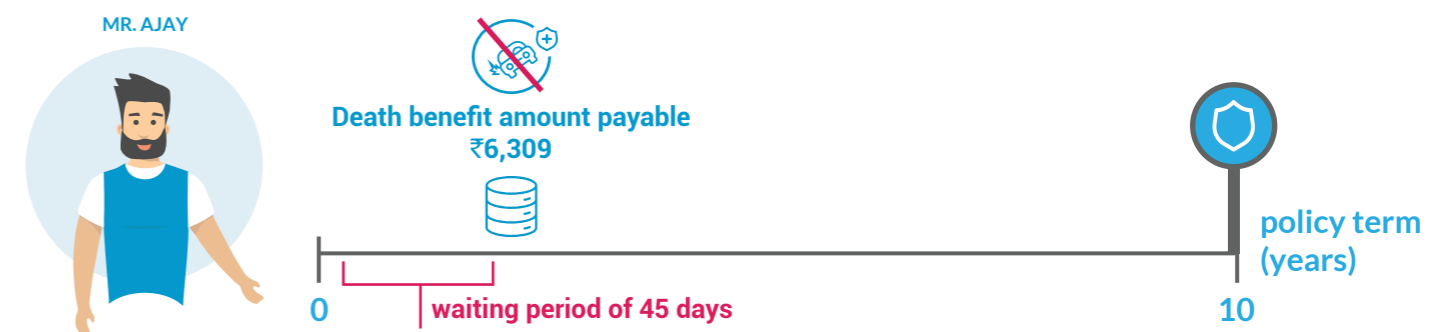 MR. AJAY
Death benefit amount payable
₹6,309
waiting period of 45 days
policy term
(years)
0
10